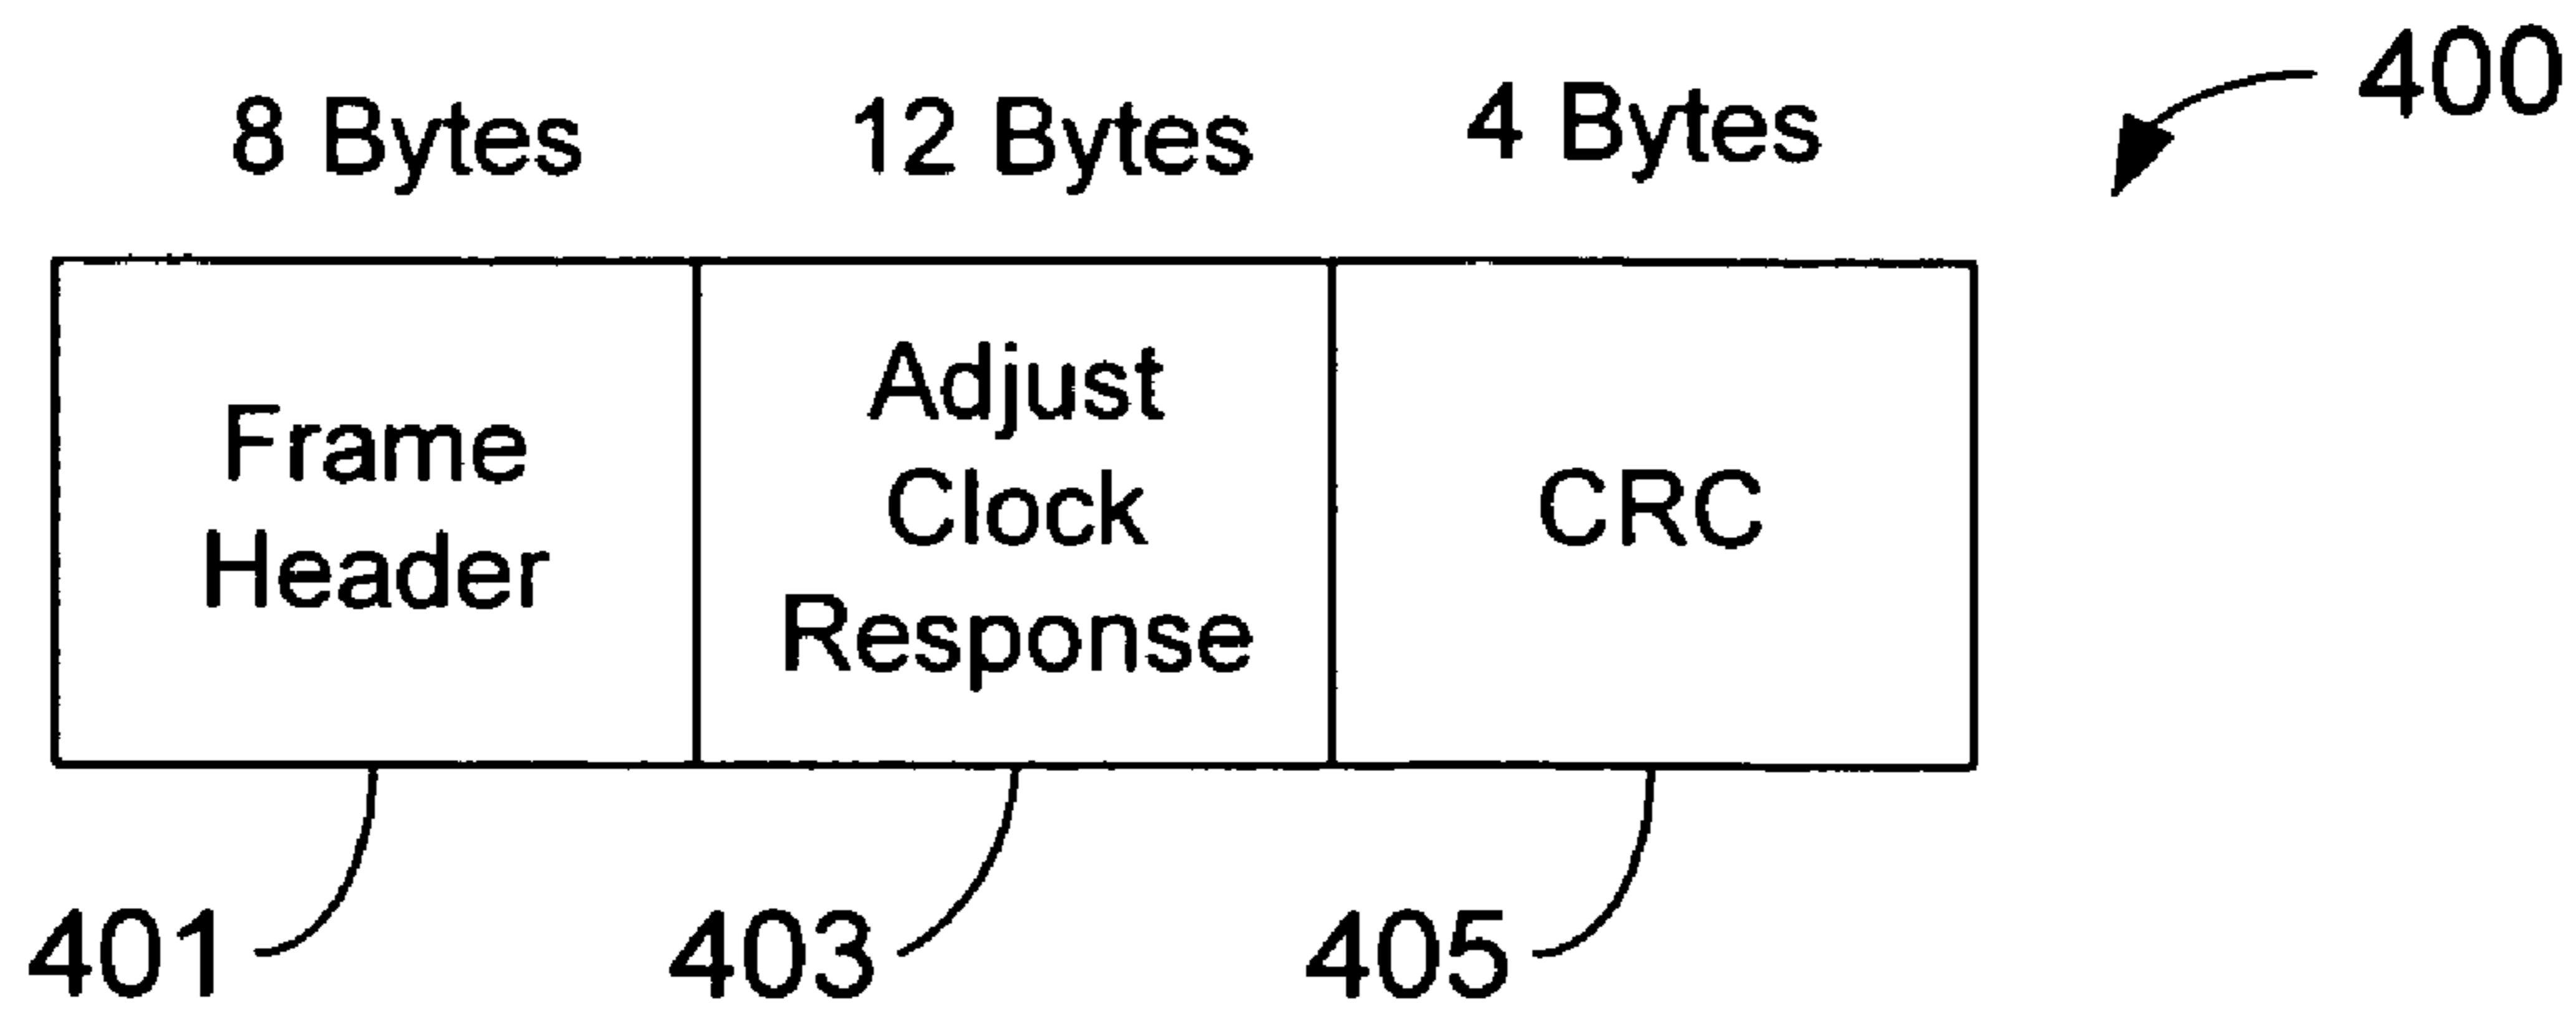 400
8 Bytes 12 Bytes 4 Bytes
Frame
Header
Adjust
Clock
Response
CRC
401 403 405